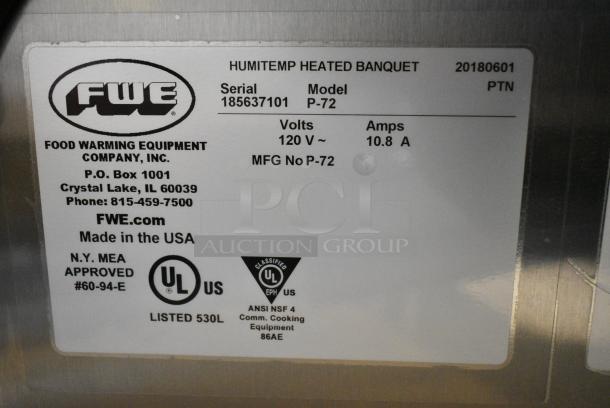 HUMITEMP HEATED BANQUET 20180601
PTN
Serial Model
185637101 P-72
Volts Amps
120 V~ 10.8 A
MFG No P-72
FWE
®
FOOD WARMING EQUIPMENT
COMPANY, INC.
P.O. Box 1001
Crystal Lake, IL 60039
Phone: 815-459-7500
FWE.com
Made in the USA
N.Y. MEA
APPROVED
#60-94-E
UL US
®
LISTED 530L
CLASSIFIED
UL
EPH US
ANSI NSF 4
Comm. Cooking
Equipment
86AE
PCI
AUCTION GROUP